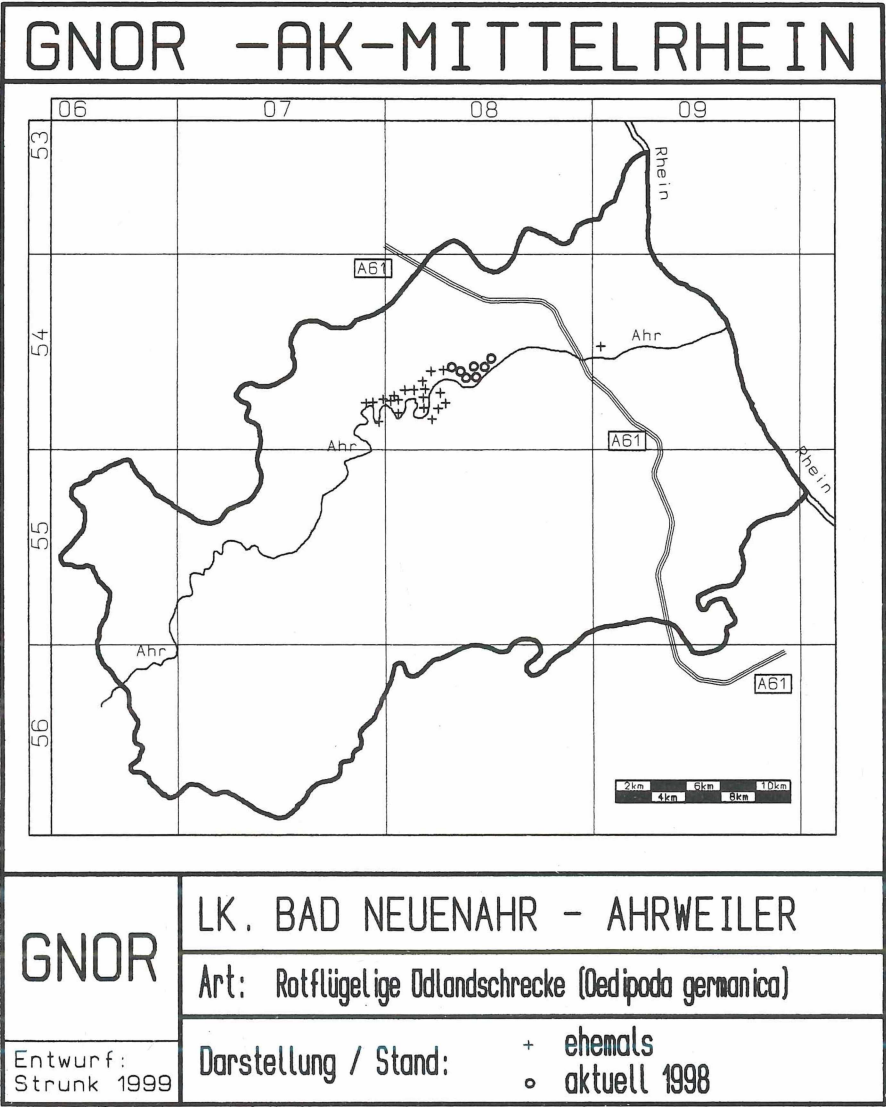 GNOR -AK-MITTELRHEIN
06 07 08 09
53
Rhein
A61
54
Ahr
A61
Ahr
Rhein
55
Ahr
A61
56
2km 6km 10km
4km 8km
GNOR
LK. BAD NEUENAHR - AHRWEILER
Art: Rotflügelige Ödlandschrecke (Oedipoda germanica)
Entwurf:
Strunk 1999
Darstellung / Stand:
+ ehemals
o aktuell 1998